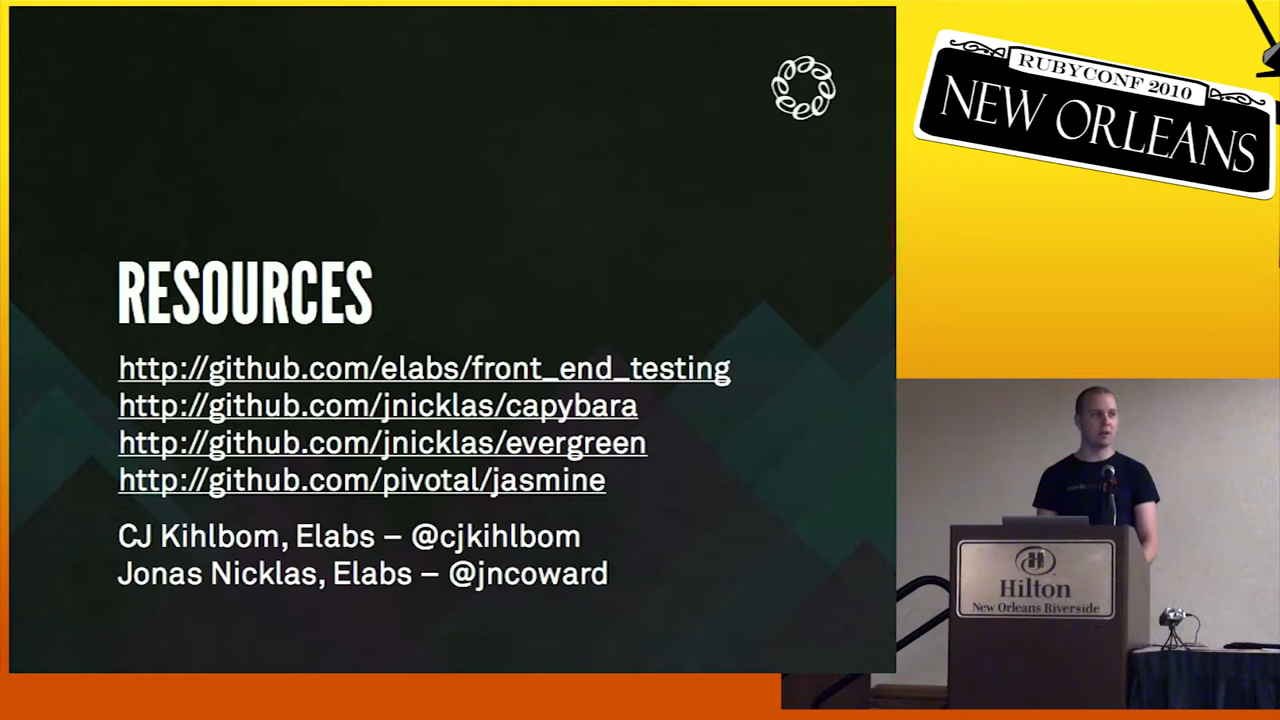 RESOURCES
http://github.com/elabs/front_end_testing
http://github.com/jnicklas/capybara
http://github.com/jnicklas/evergreen
http://github.com/pivotal/jasmine
CJ Kihlbom, Elabs – @cjkihlbom
Jonas Nicklas, Elabs – @jncoward
RUBYCONF 2010
NEW ORLEANS
Hilton
New Orleans Riverside